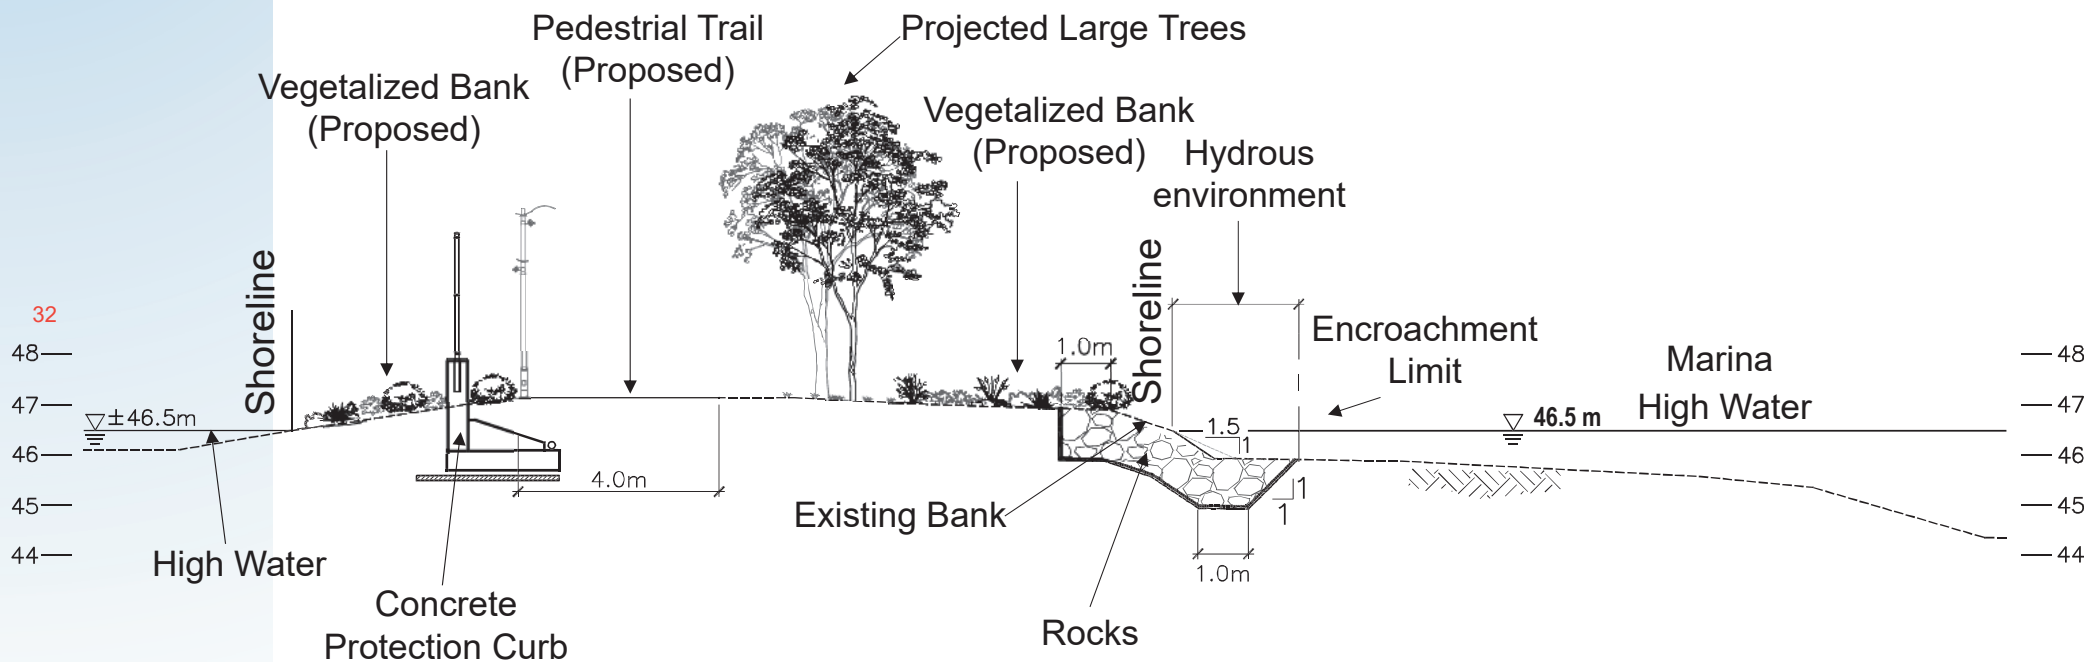 Pedestrial Trail
(Proposed)
Projected Large Trees
Vegetalized Bank
(Proposed)
Vegetalized Bank
(Proposed)
Hydrous
environment
Shoreline
Shoreline
32
48
47
46
45
44
±46.5m
1.0m
Encroachment
Limit
Marina
High Water
46.5 m
48
47
46
45
44
1.5
1
4.0m
1
1
Existing Bank
High Water
1.0m
Concrete
Protection Curb
Rocks